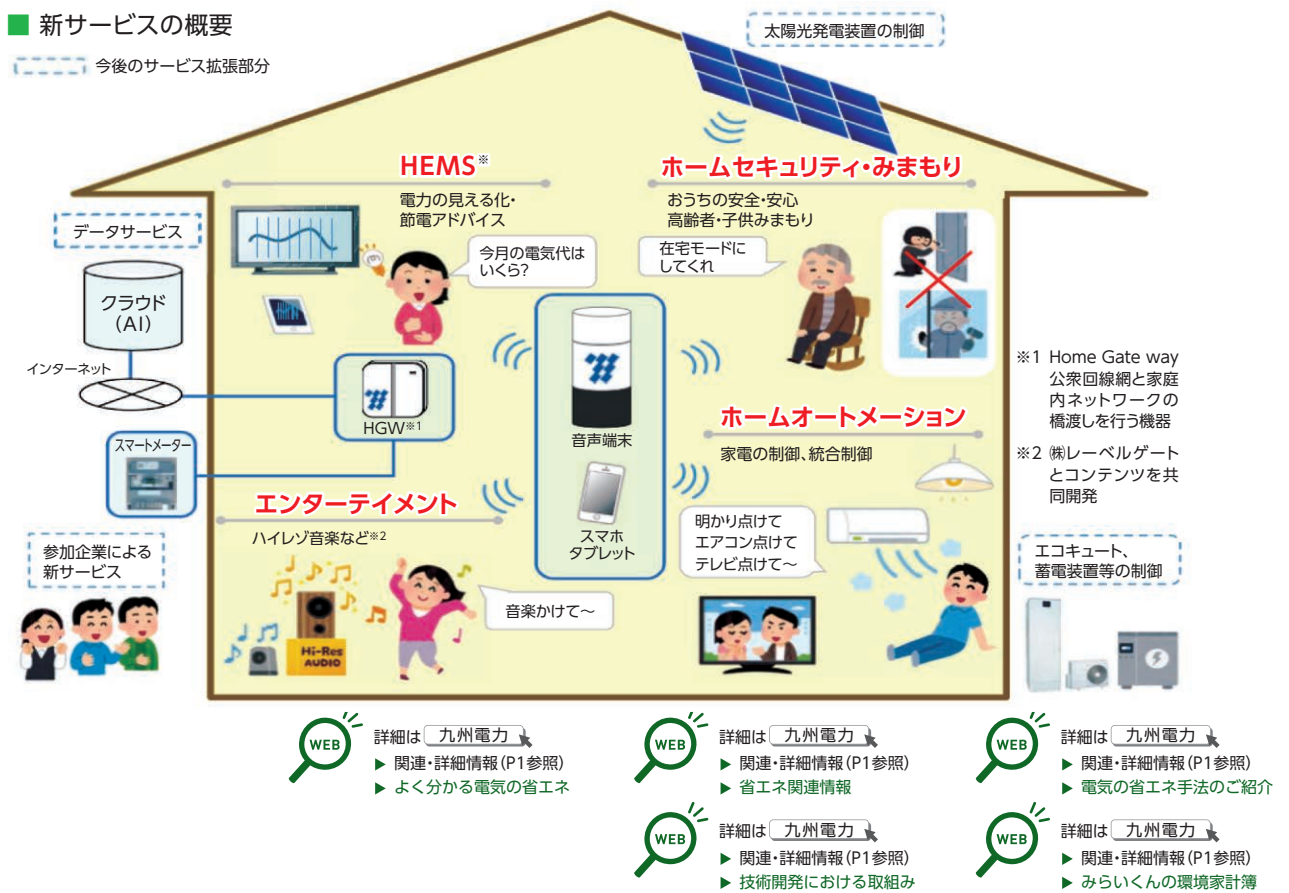 新サービスの概要
今後のサービス拡張部分
太陽光発電装置の制御
HEMS※
電力の見える化・
節電アドバイス
今月の電気代は
いくら?
ホームセキュリティ・みまもり
おうちの安全・安心
高齢者・子供みまもり
在宅モードに
してくれ
データサービス
クラウド
(AI)
インターネット
スマートメーター
HGW※1
音声端末
スマホ
タブレット
※1 Home Gate way
公衆回線網と家庭
内ネットワークの
橋渡しを行う機器
※2 ㈱レーベルゲート
とコンテンツを共
同開発
ホームオートメーション
家電の制御、統合制御
明かり点けて
エアコン点けて
テレビ点けて~
エンターテイメント
ハイレゾ音楽など※2
音楽かけて~
Hi-Res
AUDIO
参加企業による
新サービス
エコキュート、
蓄電装置等の制御
WEB
詳細は 九州電力
▶ 関連・詳細情報(P1参照)
▶ よく分かる電気の省エネ
WEB
詳細は 九州電力
▶ 関連・詳細情報(P1参照)
▶ 省エネ関連情報
WEB
詳細は 九州電力
▶ 関連・詳細情報(P1参照)
▶ 電気の省エネ手法のご紹介
WEB
詳細は 九州電力
▶ 関連・詳細情報(P1参照)
▶ 技術開発における取組み
WEB
詳細は 九州電力
▶ 関連・詳細情報(P1参照)
▶ みらいくんの環境家計簿